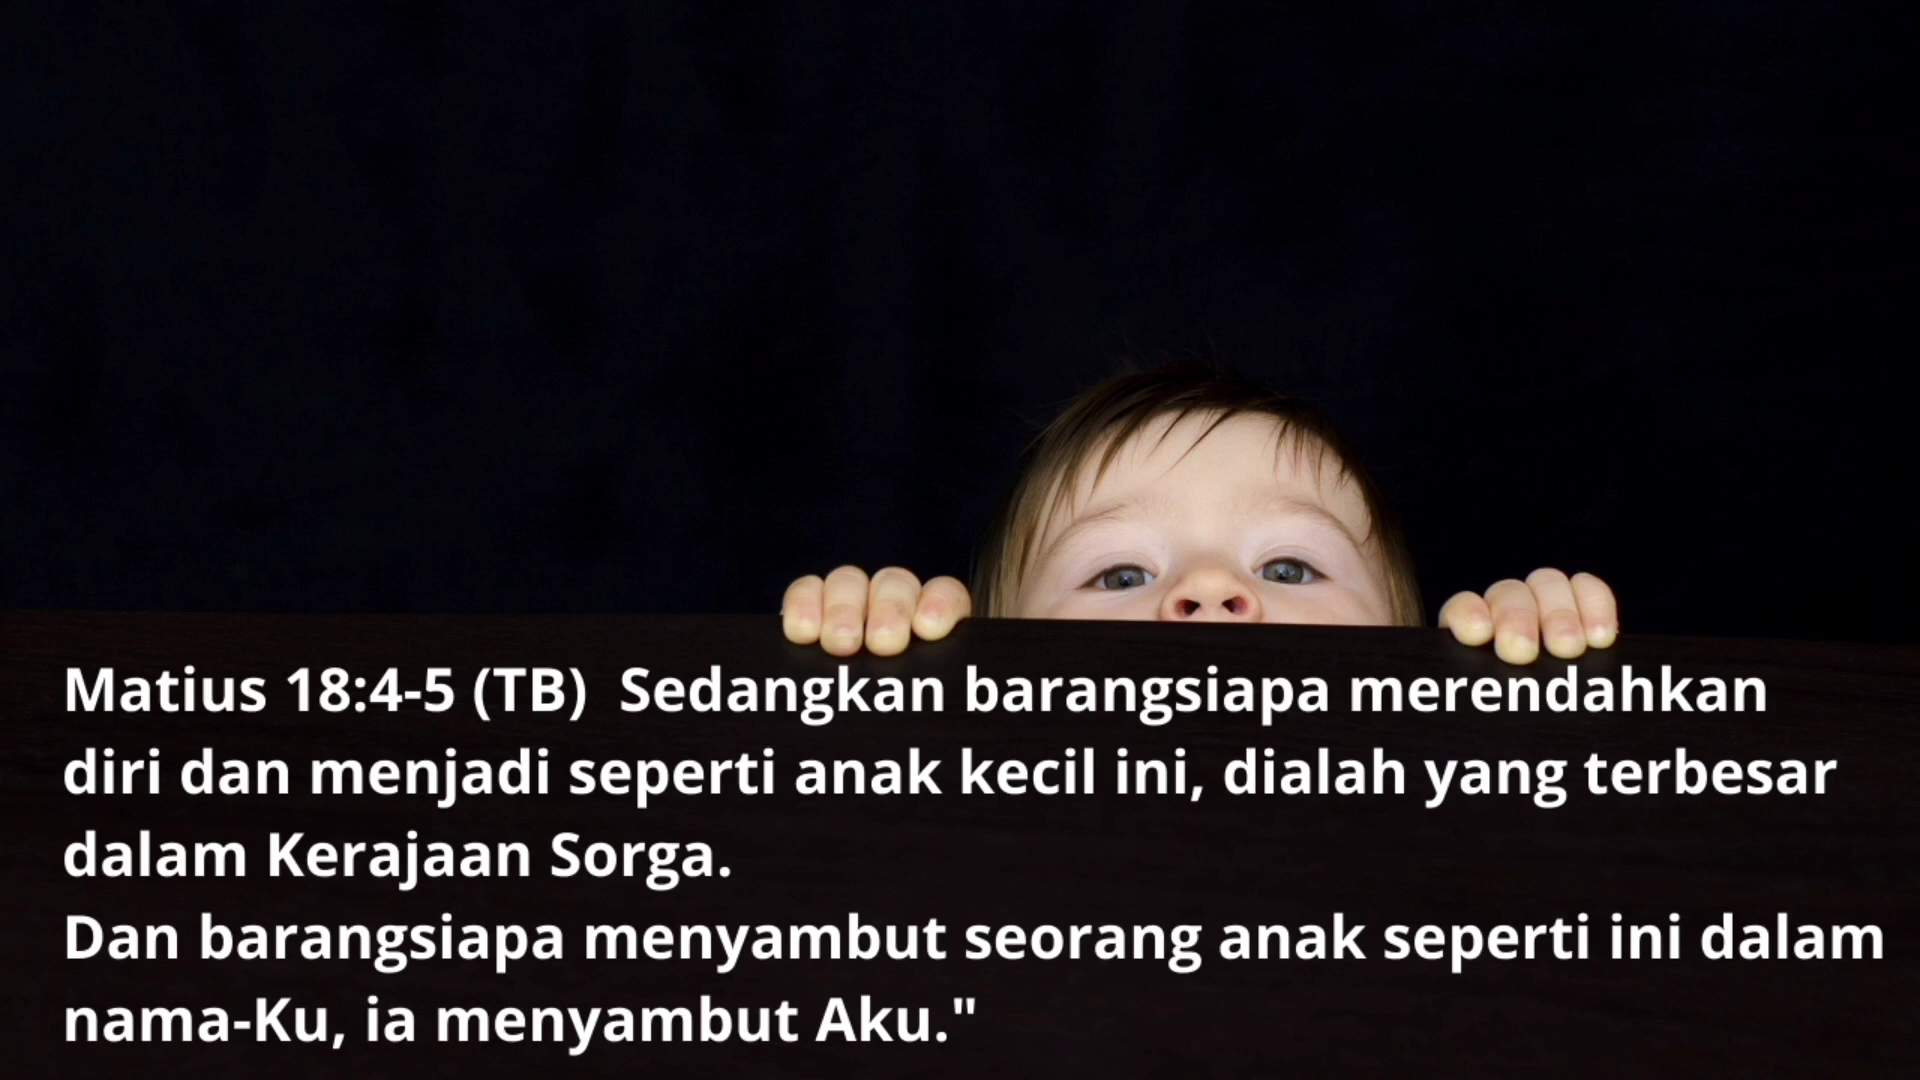 Matius 18:4-5 (TB)  Sedangkan barangsiapa merendahkan
diri dan menjadi seperti anak kecil ini, dialah yang terbesar
dalam Kerajaan Sorga.
Dan barangsiapa menyambut seorang anak seperti ini dalam
nama-Ku, ia menyambut Aku."